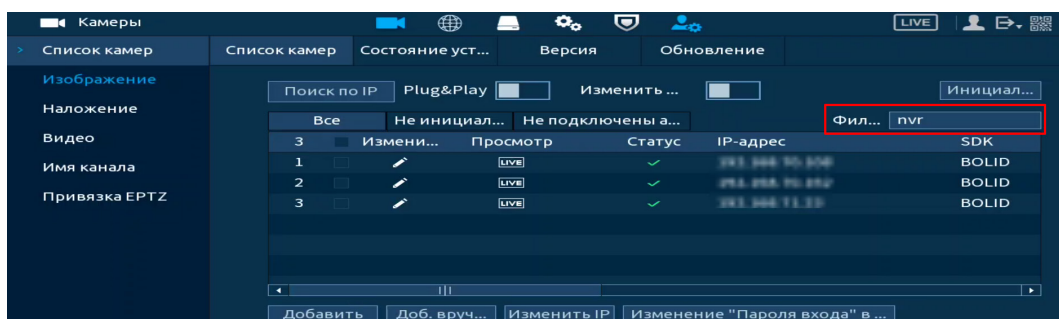 Камеры LIVE
Список камер Список камер Состояние уст... Версия Обновление
Изображение
Поиск по IP Plug&Play Изменить ... Инициал...
Наложение
Все Не инициал... Не подключены а... Фил... nvr
Видео
3 Измени... Просмотр Статус IP-адрес SDK
Имя канала
1 LIVE BOLID
2 LIVE BOLID
Привязка EPTZ
3 LIVE BOLID
Добавить Доб. вруч... Изменить IP Изменение "Пароля входа" в ...